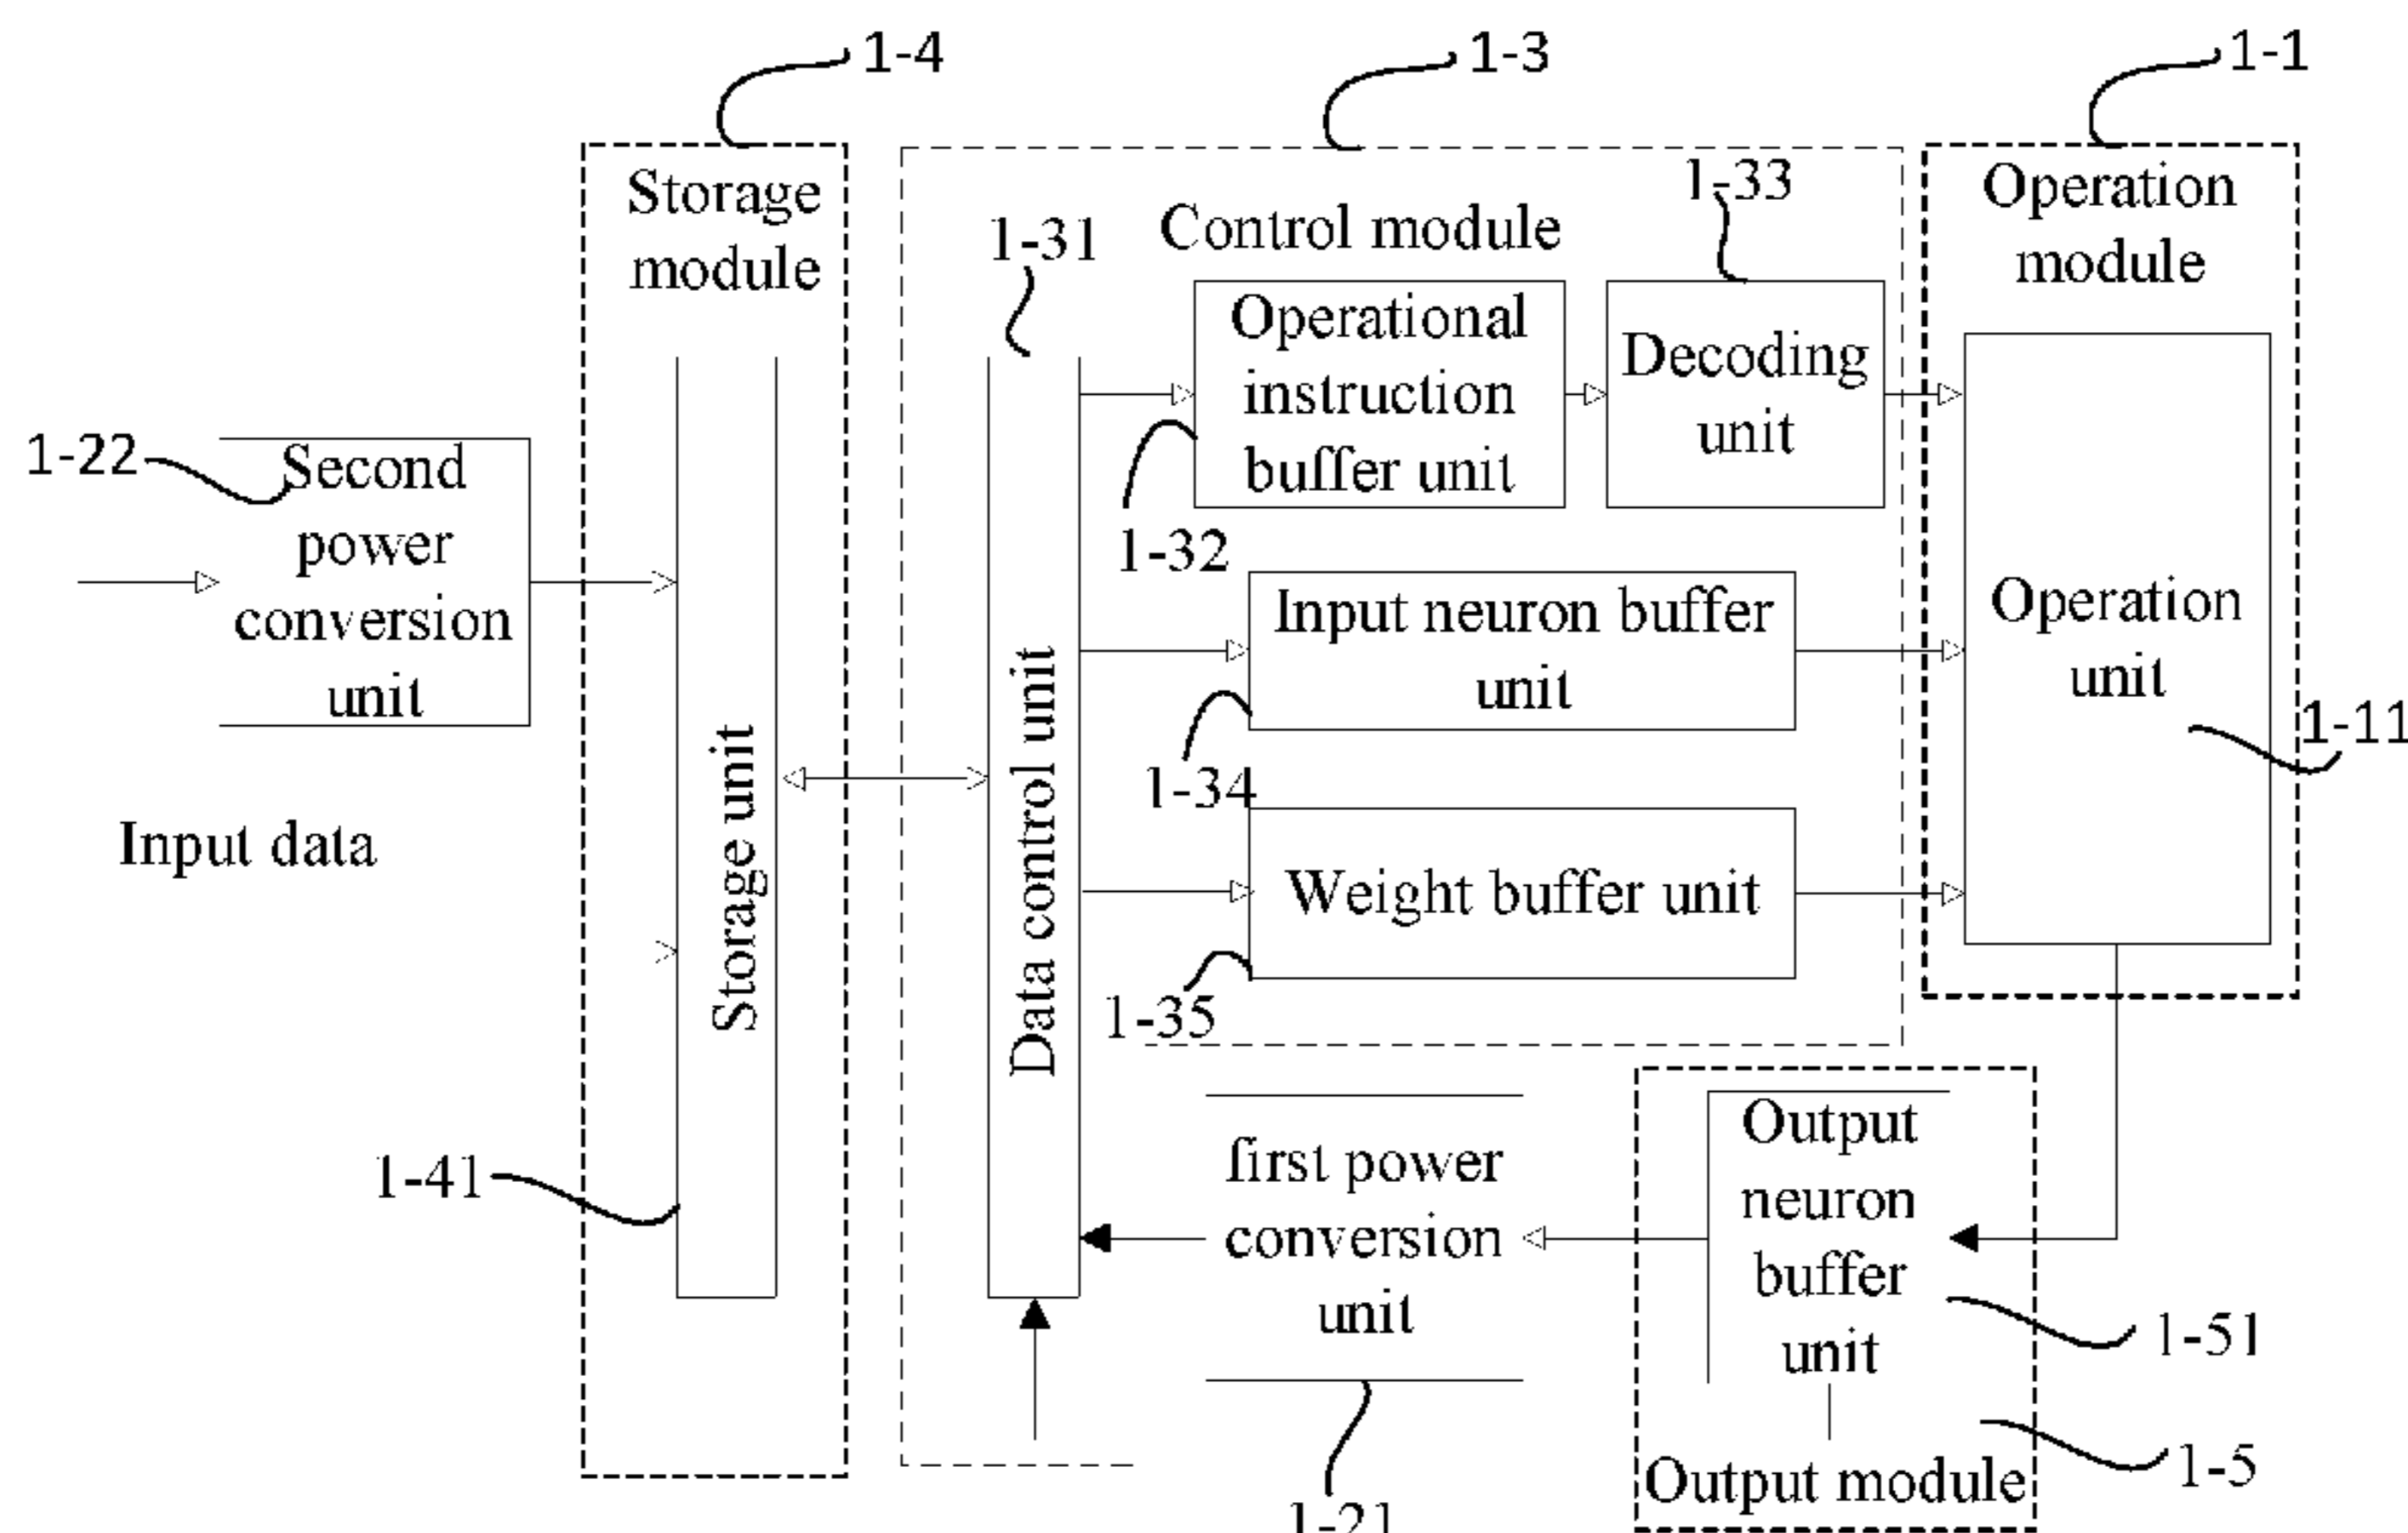 1-4
1-3
1-1
Storage
module
1-31
Control module
1-33
Operation
module
Operational
instruction
buffer unit
Decoding
unit
1-22
Second
power
conversion
unit
1-32
Input neuron buffer
unit
Operation
unit
1-11
1-34
Input data
Storage unit
Data control unit
Weight buffer unit
1-35
1-41
first power
conversion
unit
Output
neuron
buffer
unit
1-51
1-5
Output module
1-21